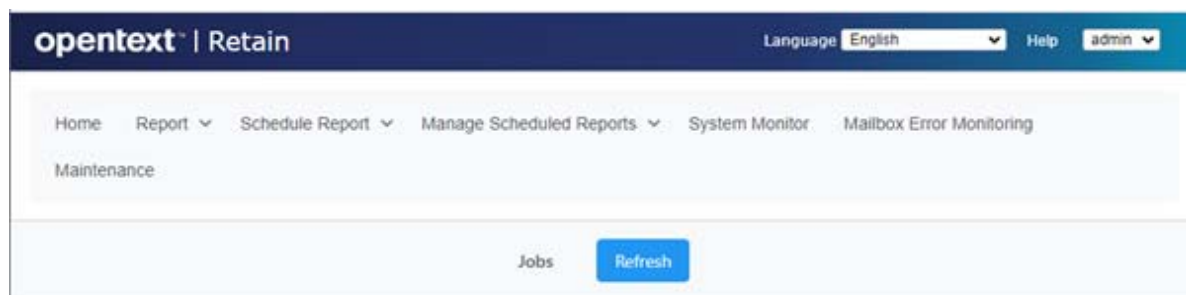 opentext™ | Retain Language English Help admin
Home Report Schedule Report Manage Scheduled Reports System Monitor Mailbox Error Monitoring
Maintenance
Jobs Refresh